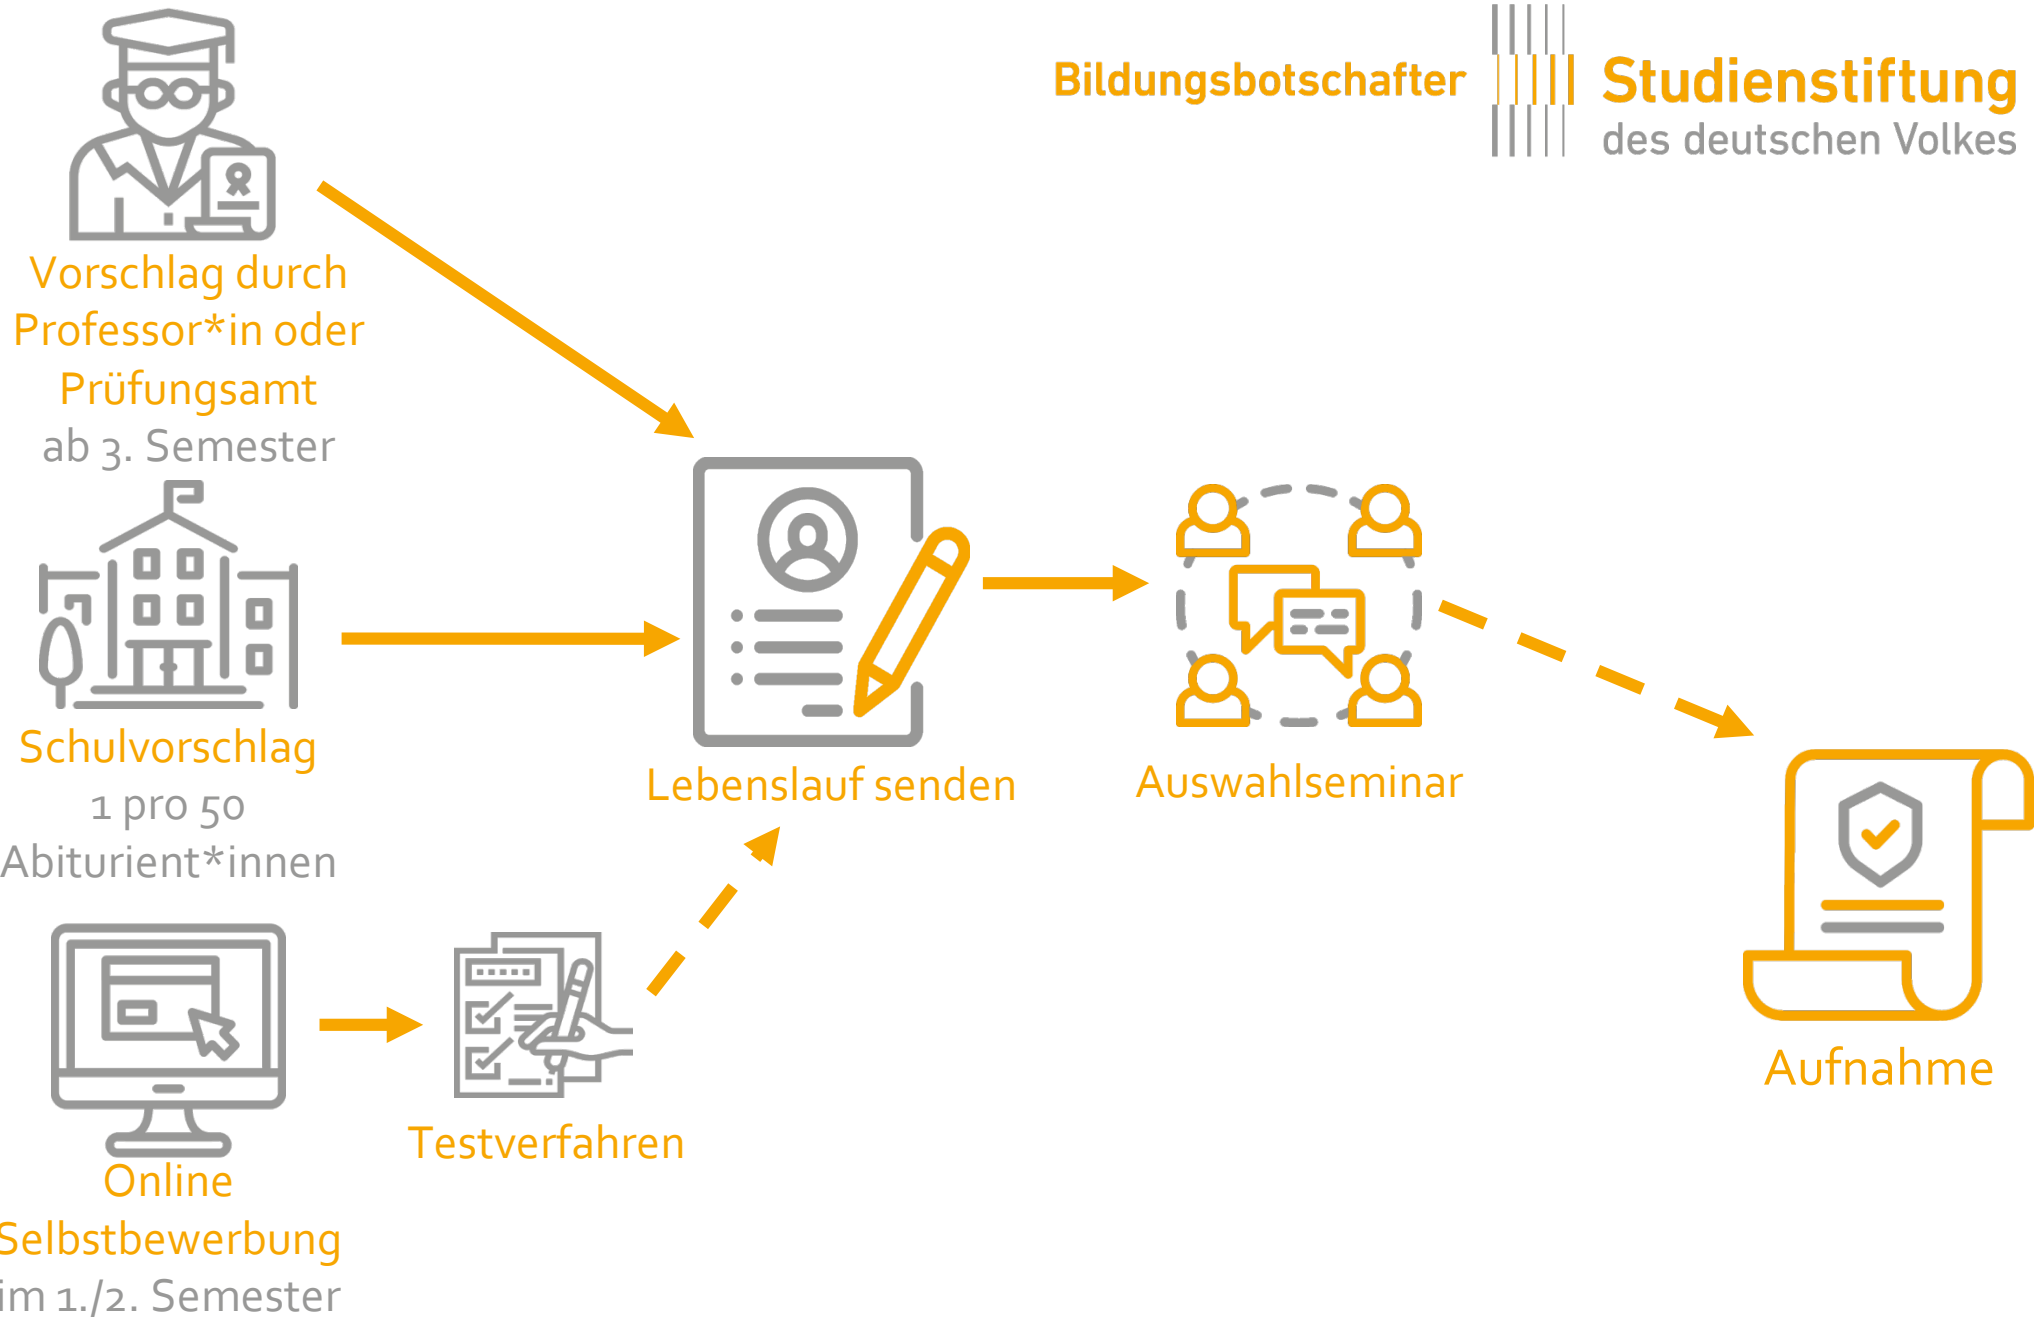 Bildungsbotschafter
Studienstiftung
des deutschen Volkes
Vorschlag durch
Professor*in oder
Prüfungsamt
ab 3. Semester
Schulvorschlag
1 pro 50
Abiturient*innen
Online
Selbstbewerbung
im 1./2. Semester
Testverfahren
Lebenslauf senden
Auswahlseminar
Aufnahme